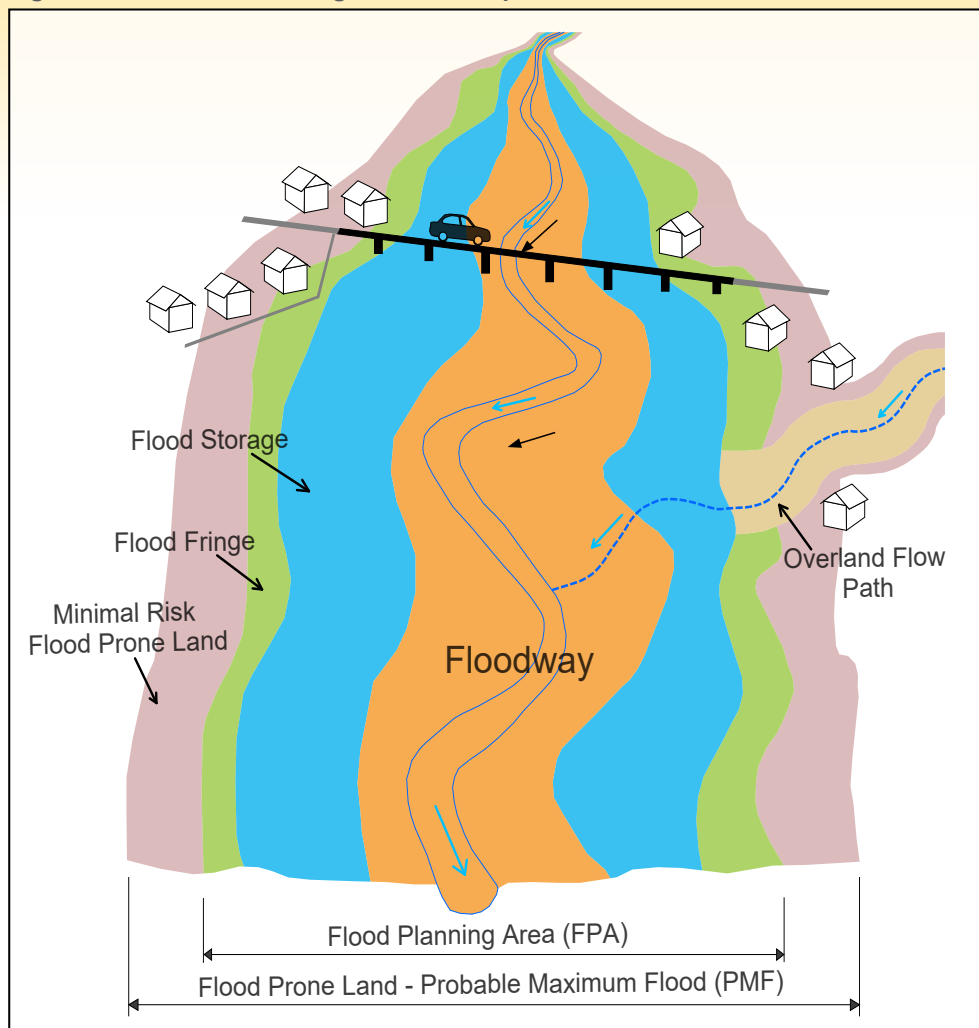 Flood Storage
Flood Fringe
Minimal Risk
Flood Prone Land
Overland Flow
Path
Floodway
Flood Planning Area (FPA)
Flood Prone Land - Probable Maximum Flood (PMF)